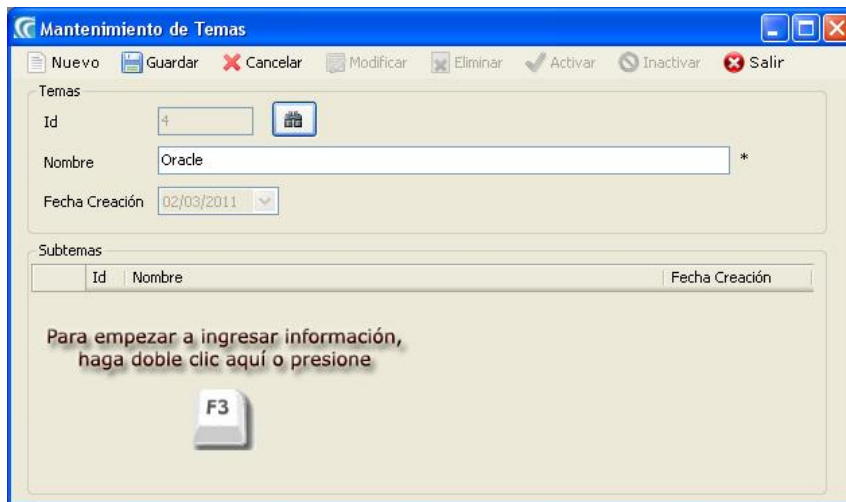 Mantenimiento de Temas
Nuevo Guardar Cancelar Modificar Eliminar Activar Inactivar Salir
Temas
Id 4
Nombre Oracle *
Fecha Creación 02/03/2011
Subtemas
Id Nombre Fecha Creación
Para empezar a ingresar información,
haga doble clic aquí o presione
F3